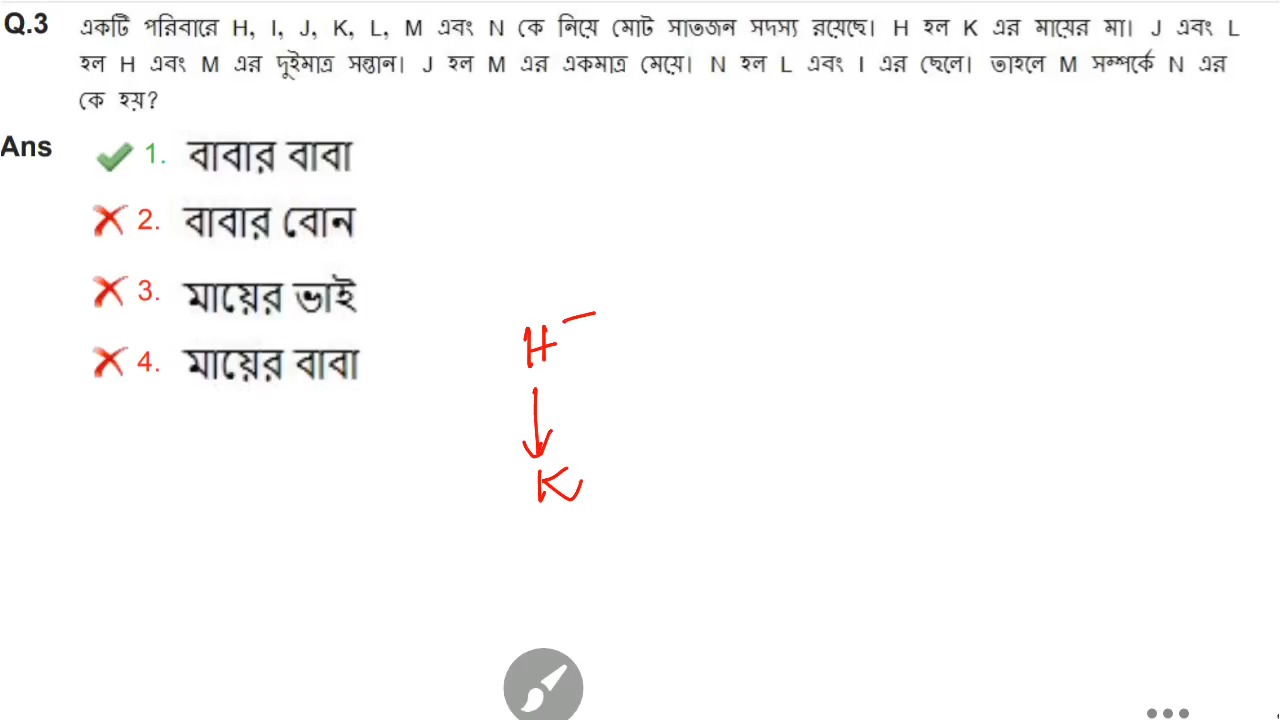 Q.3 একটি পরিবারে H, I, J, K, L, M এবং N কে নিয়ে মোট সাতজন সদস্য রয়েছে। H হল K এর মায়ের মা। J এবং L
হল H এবং M এর দুইমাত্র সন্তান। J হল M এর একমাত্র মেয়ে। N হল L এবং I এর ছেলে। তাহলে M সম্পর্কে N এর
কে হয়?
Ans 1. বাবার বাবা
2. বাবার বোন
3. মায়ের ভাই
4. মায়ের বাবা
H
K